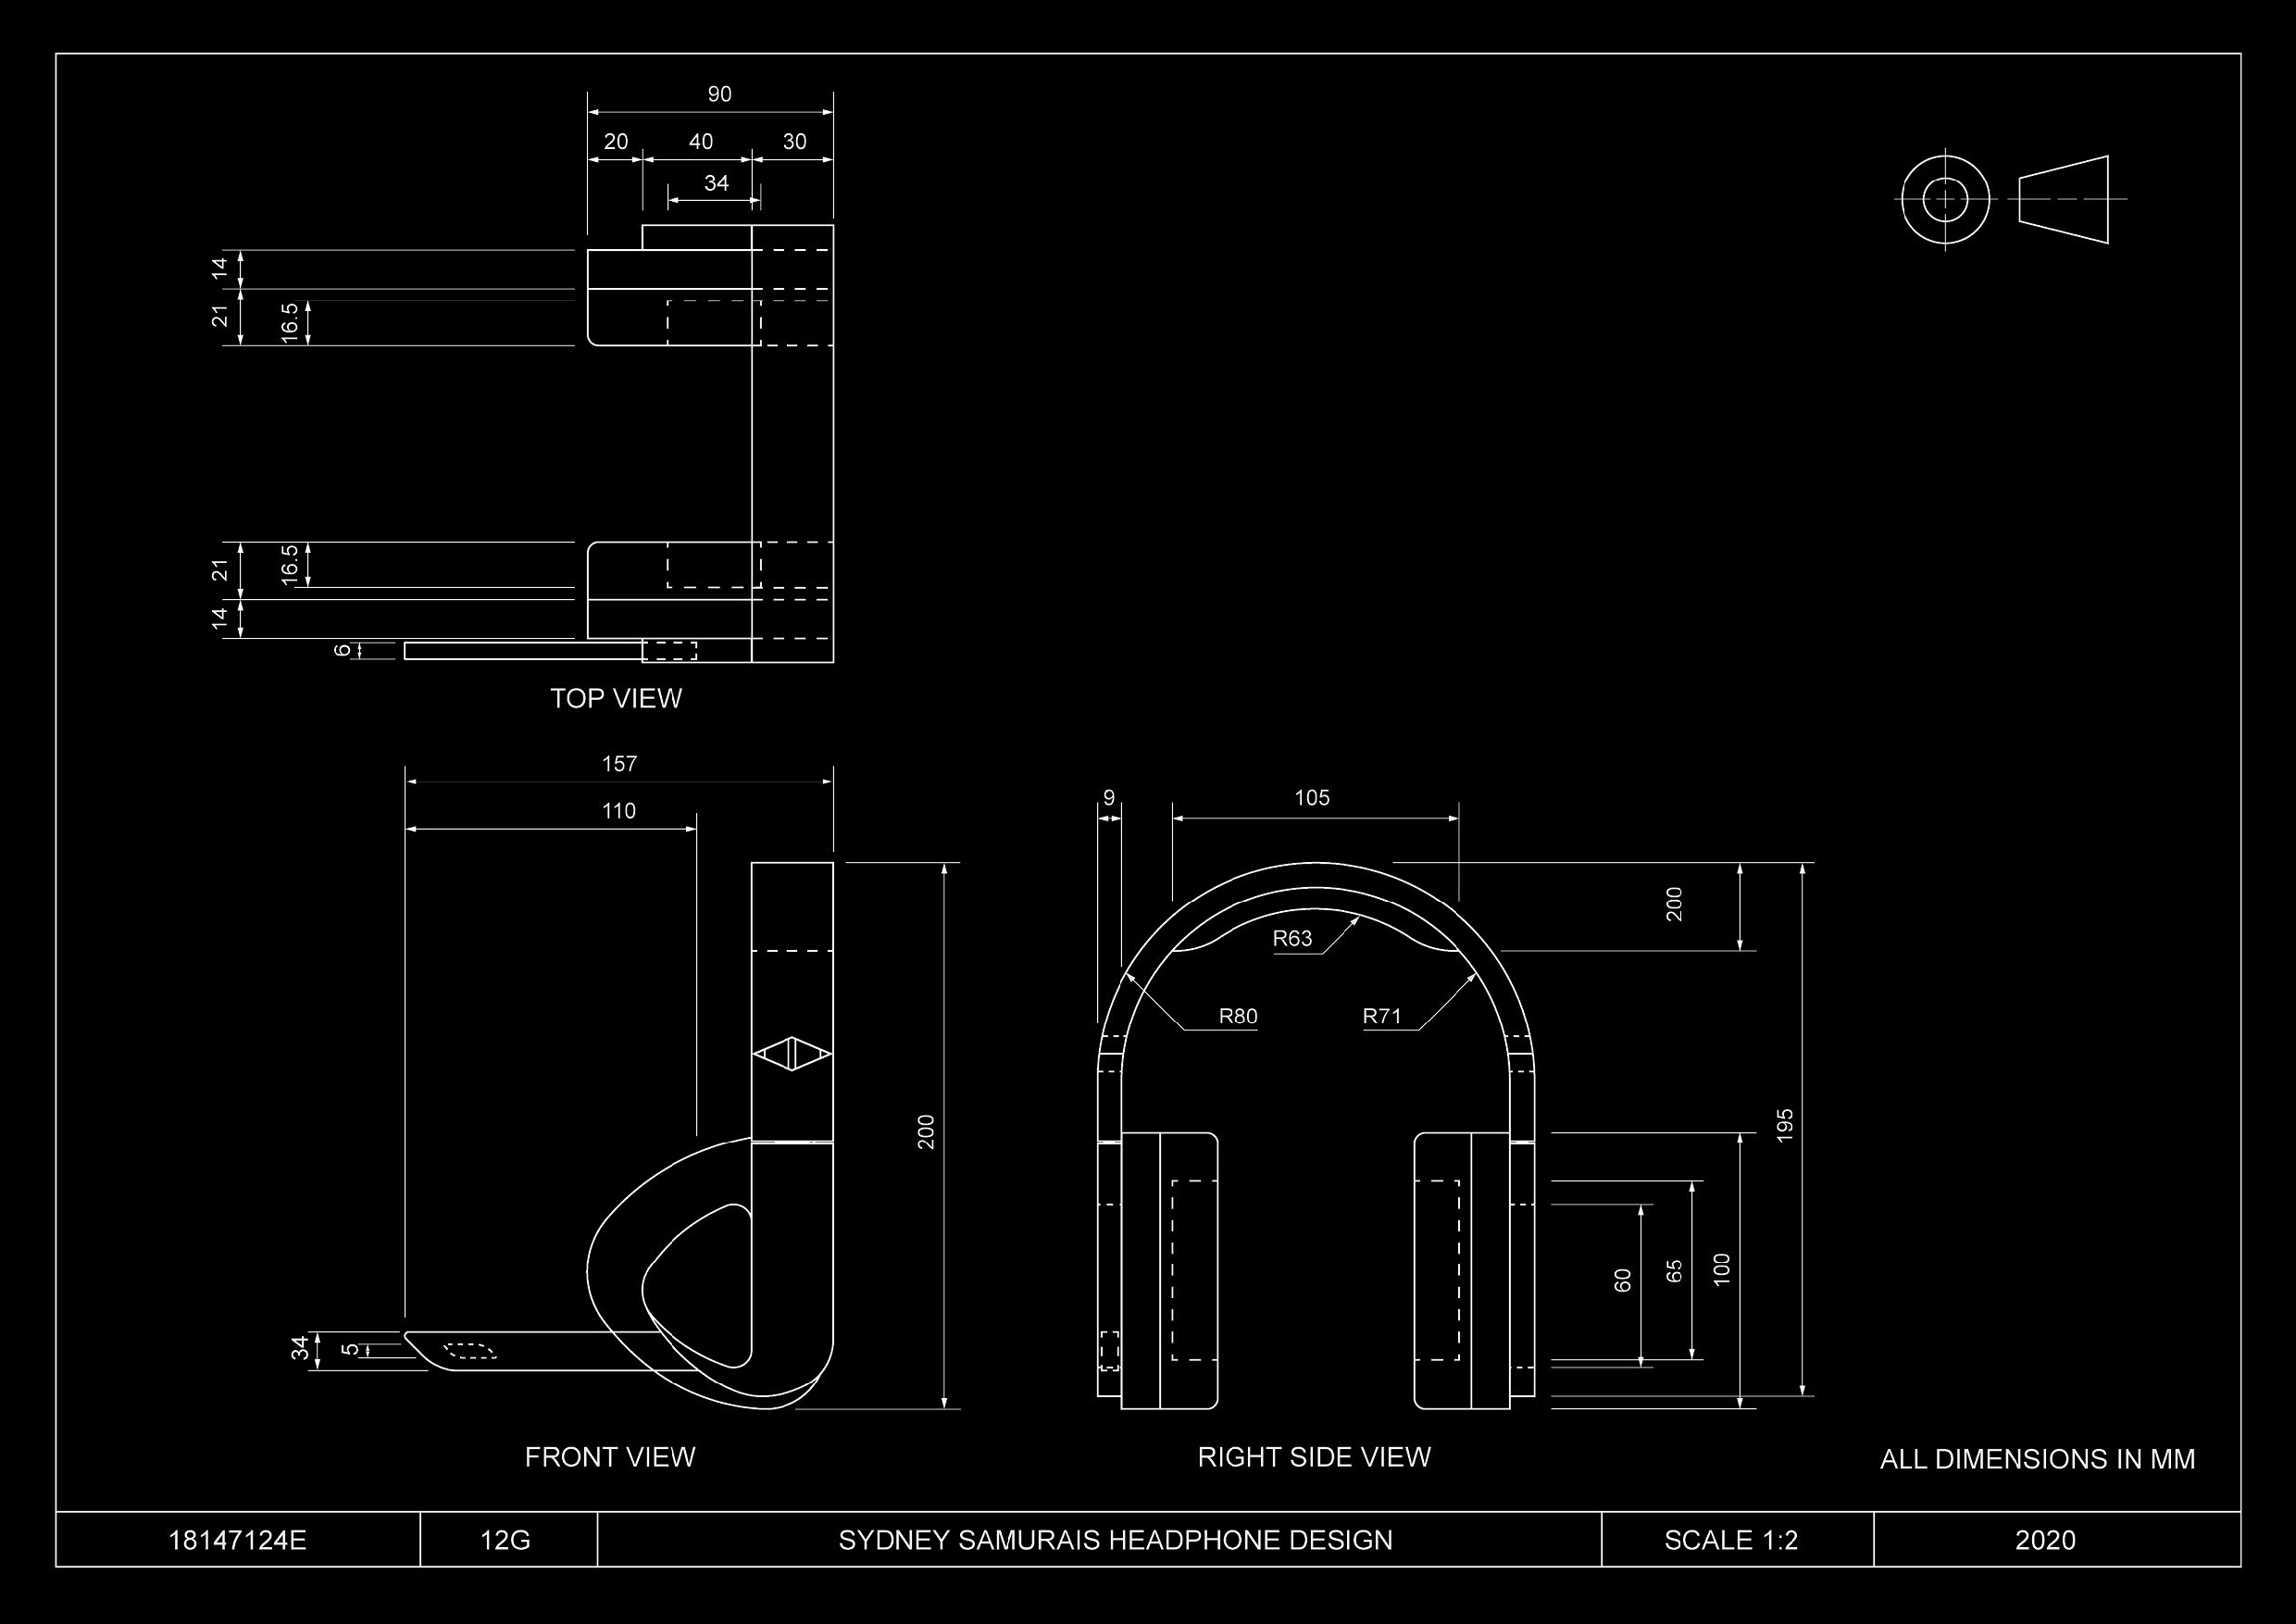 90
20 40 30
34
14
21
16.5
21
16.5
14
6
TOP VIEW
157
110
200
34
5
FRONT VIEW
9
105
200
R63
R80
R71
195
60
65
100
RIGHT SIDE VIEW
ALL DIMENSIONS IN MM
18147124E
12G
SYDNEY SAMURAIS HEADPHONE DESIGN
SCALE 1:2
2020